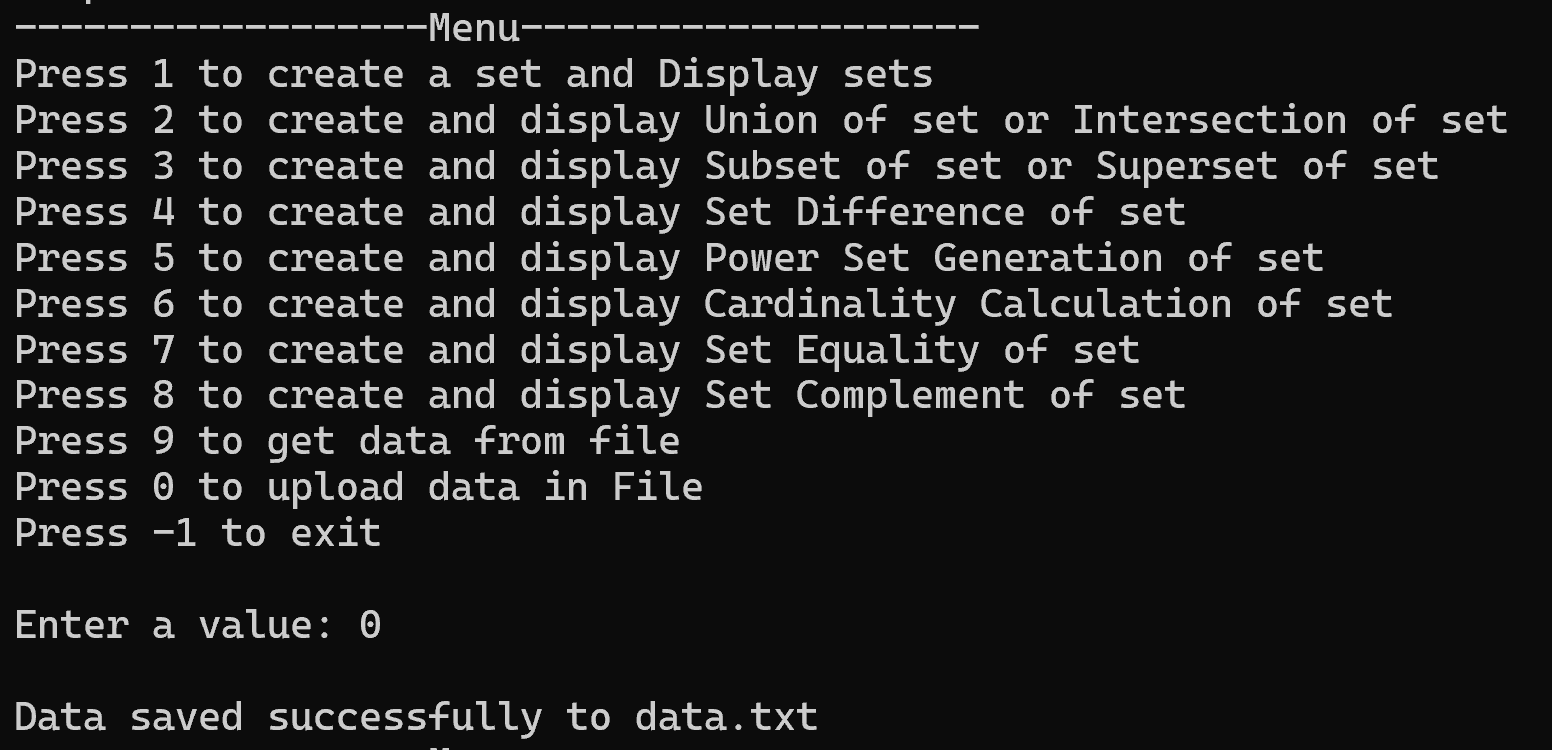 ------------------Menu--------------------
Press 1 to create a set and Display sets
Press 2 to create and display Union of set or Intersection of set
Press 3 to create and display Subset of set or Superset of set
Press 4 to create and display Set Difference of set
Press 5 to create and display Power Set Generation of set
Press 6 to create and display Cardinality Calculation of set
Press 7 to create and display Set Equality of set
Press 8 to create and display Set Complement of set
Press 9 to get data from file
Press 0 to upload data in File
Press -1 to exit
Enter a value: 0
Data saved successfully to data.txt